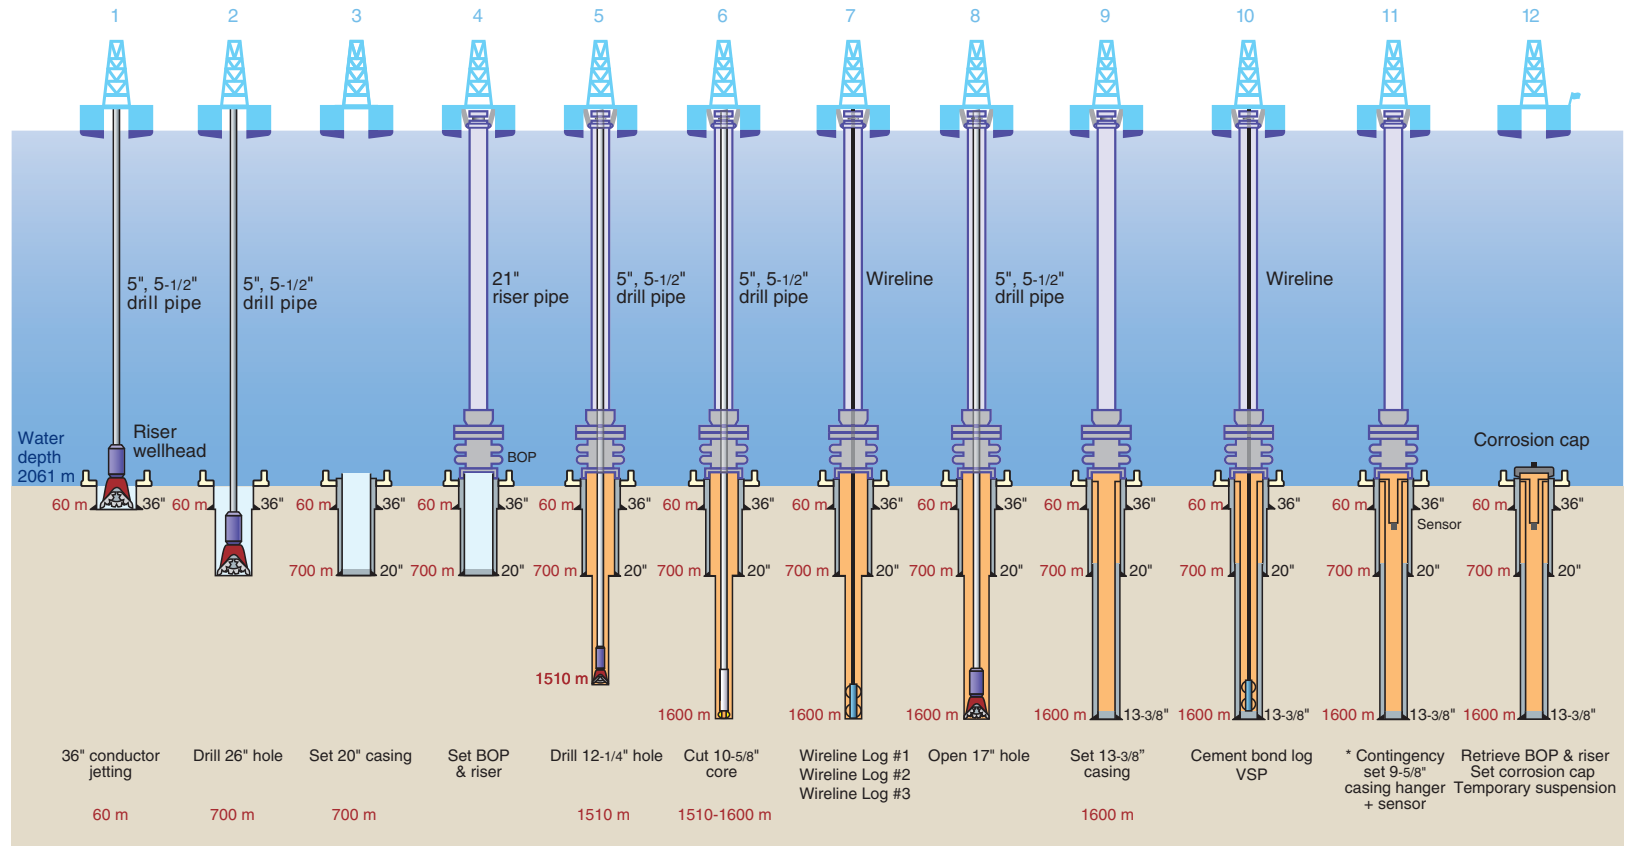 1 2 3 4 5 6 7 8 9 10 11 12
5", 5-1/2"
drill pipe
5", 5-1/2"
drill pipe
21"
riser pipe
5", 5-1/2"
drill pipe
5", 5-1/2"
drill pipe
Wireline
5", 5-1/2"
drill pipe
Wireline
Water
depth
2061 m
Riser
wellhead
BOP
Corrosion cap
60 m 36" 60 m 36" 60 m 36" 60 m 36" 60 m 36" 60 m 36" 60 m 36" 60 m 36" 60 m 36" 60 m 36" 60 m 36" 60 m 36"
Sensor
700 m 20" 700 m 20" 700 m 20" 700 m 20" 700 m 20" 700 m 20" 700 m 20" 700 m 20" 700 m 20" 700 m 20"
1510 m
1600 m 1600 m 1600 m 1600 m 13-3/8" 1600 m 13-3/8" 1600 m 13-3/8" 1600 m 13-3/8"
36" conductor
jetting
60 m
Drill 26" hole
700 m
Set 20" casing
700 m
Set BOP
& riser
Drill 12-1/4" hole
1510 m
Cut 10-5/8"
core
1510-1600 m
Wireline Log #1
Wireline Log #2
Wireline Log #3
Open 17" hole
Set 13-3/8”
casing
1600 m
Cement bond log
VSP
* Contingency
set 9-5/8"
casing hanger
+ sensor
Retrieve BOP & riser
Set corrosion cap
Temporary suspension